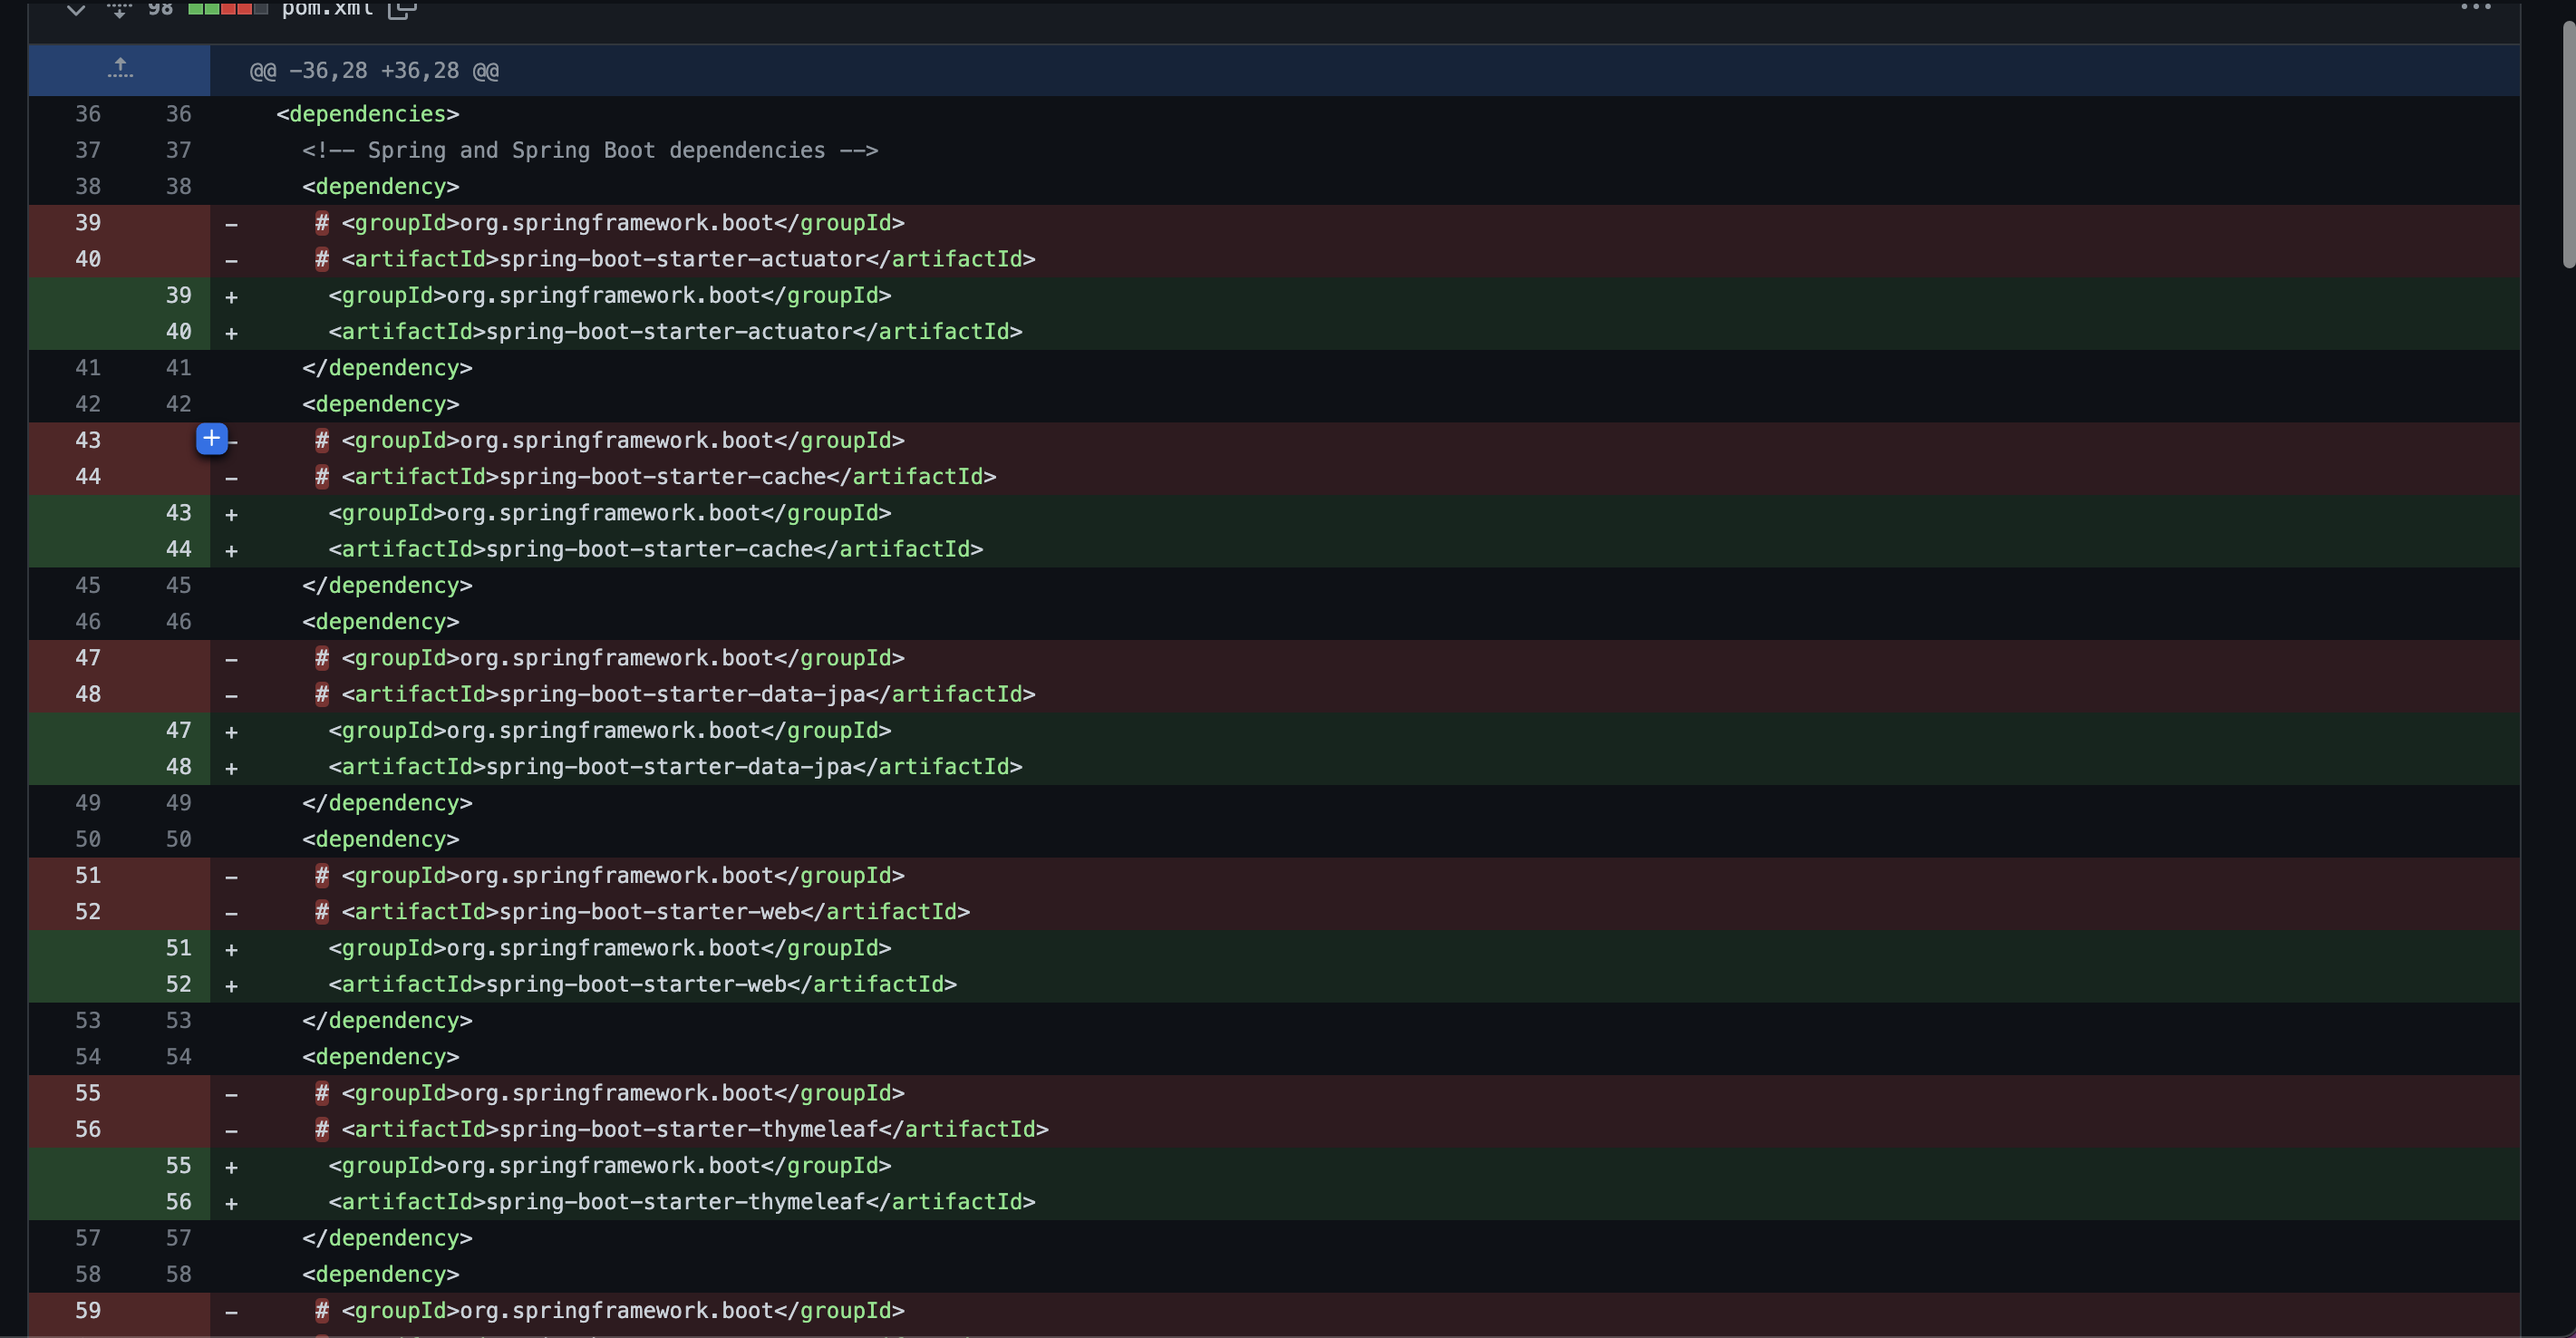 98 pom.xml
@@ -36,28 +36,28 @@
36 36 <dependencies>
37 37 <!-- Spring and Spring Boot dependencies -->
38 38 <dependency>
39 - # <groupId>org.springframework.boot</groupId>
40 - # <artifactId>spring-boot-starter-actuator</artifactId>
39 + <groupId>org.springframework.boot</groupId>
40 + <artifactId>spring-boot-starter-actuator</artifactId>
41 41 </dependency>
42 42 <dependency>
43 - # <groupId>org.springframework.boot</groupId>
44 - # <artifactId>spring-boot-starter-cache</artifactId>
43 + <groupId>org.springframework.boot</groupId>
44 + <artifactId>spring-boot-starter-cache</artifactId>
45 45 </dependency>
46 46 <dependency>
47 - # <groupId>org.springframework.boot</groupId>
48 - # <artifactId>spring-boot-starter-data-jpa</artifactId>
47 + <groupId>org.springframework.boot</groupId>
48 + <artifactId>spring-boot-starter-data-jpa</artifactId>
49 49 </dependency>
50 50 <dependency>
51 - # <groupId>org.springframework.boot</groupId>
52 - # <artifactId>spring-boot-starter-web</artifactId>
51 + <groupId>org.springframework.boot</groupId>
52 + <artifactId>spring-boot-starter-web</artifactId>
53 53 </dependency>
54 54 <dependency>
55 - # <groupId>org.springframework.boot</groupId>
56 - # <artifactId>spring-boot-starter-thymeleaf</artifactId>
55 + <groupId>org.springframework.boot</groupId>
56 + <artifactId>spring-boot-starter-thymeleaf</artifactId>
57 57 </dependency>
58 58 <dependency>
59 - # <groupId>org.springframework.boot</groupId>